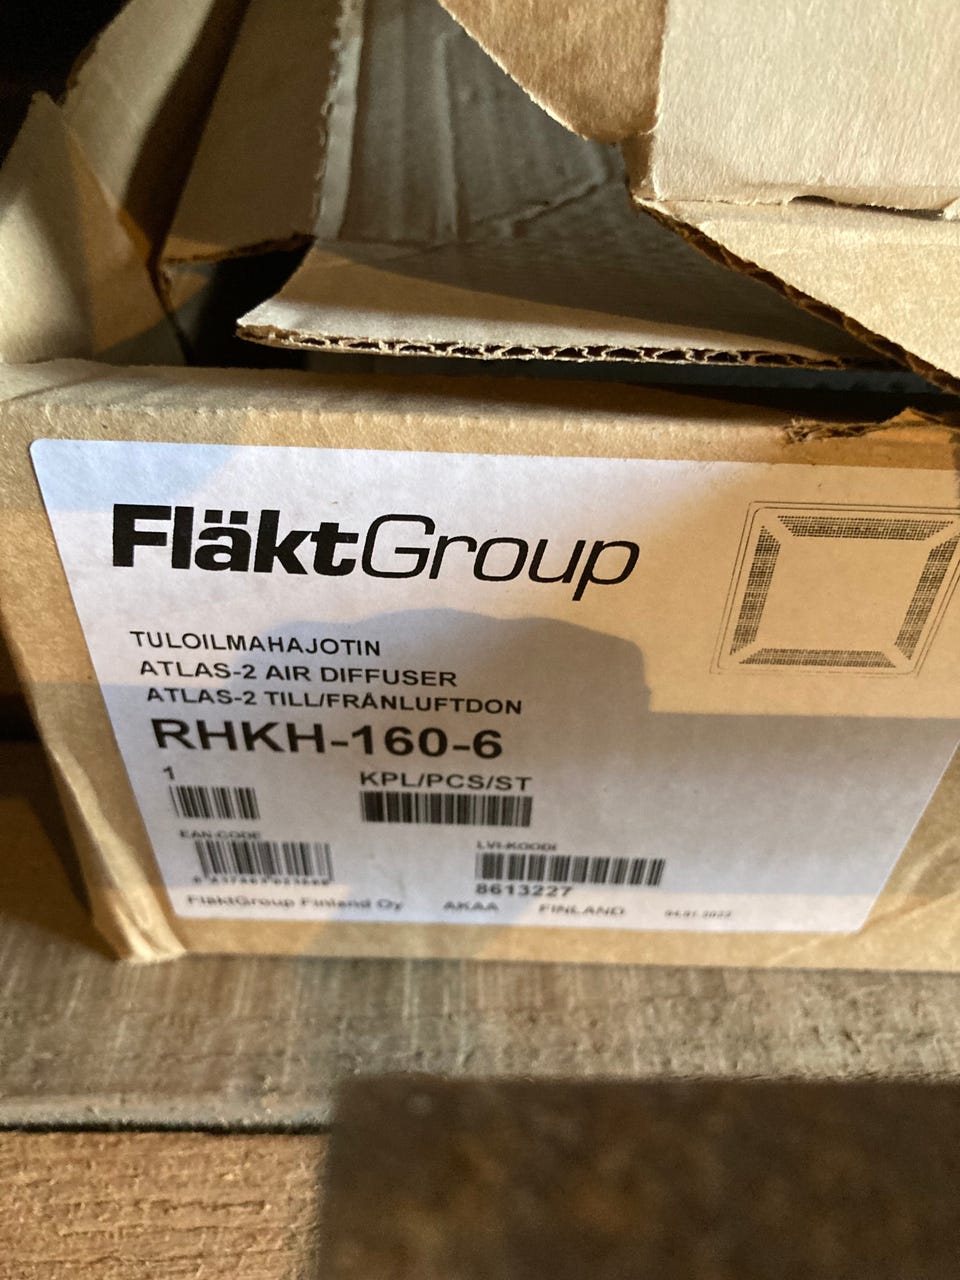 FläktGroup
TULOILMAHAJOTIN
ATLAS-2 AIR DIFFUSER
ATLAS-2 TILL/FRÅNLUFTDON
RHKH-160-6
1 KPL/PCS/ST
EAN-CODE LVI-KOODI
8613227
FläktGroup Finland Oy AKAA FINLAND